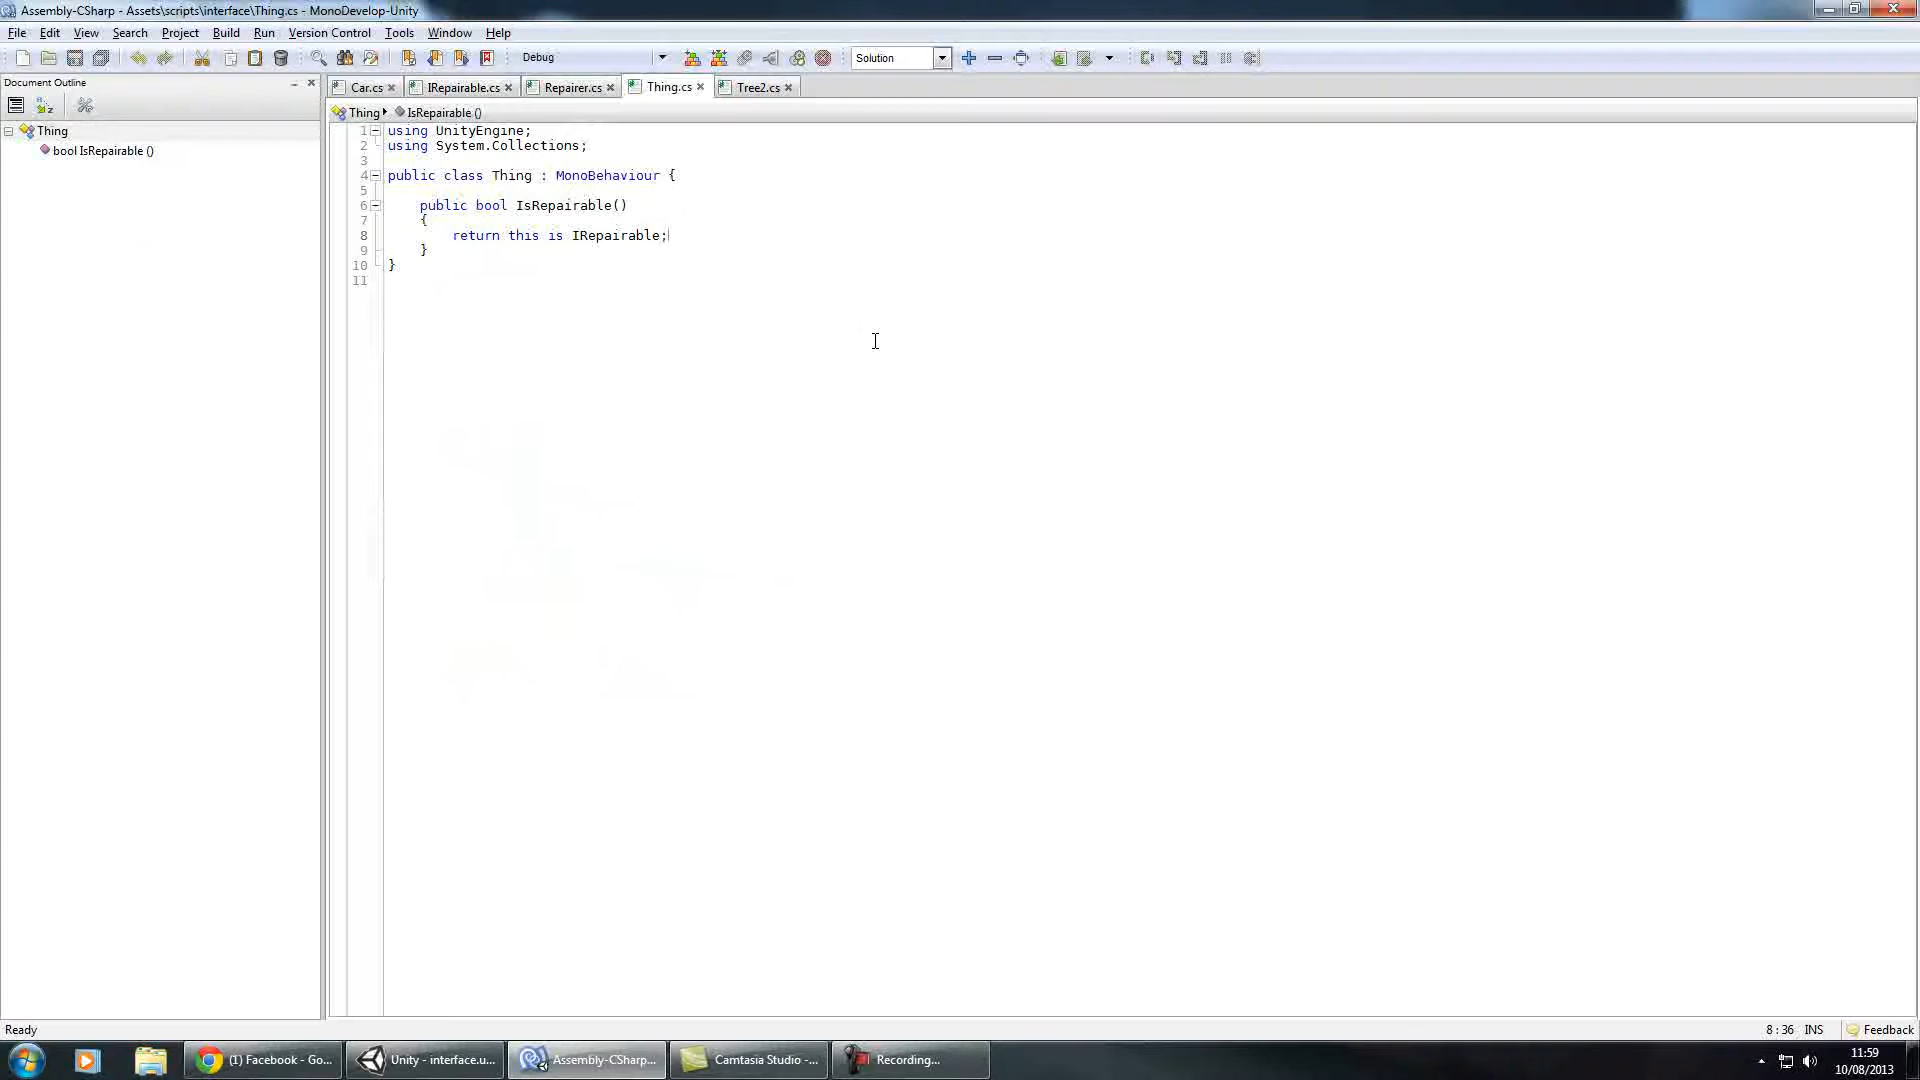 Assembly-CSharp - Assets\scripts\interface\Thing.cs - MonoDevelop-Unity
File Edit View Search Project Build Run Version Control Tools Window Help
Debug
Solution
Document Outline
Car.cs
IRepairable.cs
Repairer.cs
Thing.cs
Tree2.cs
Thing
bool IsRepairable ()
Thing IsRepairable ()
1 using UnityEngine;
2 using System.Collections;
3
4 public class Thing : MonoBehaviour {
5
6 public bool IsRepairable()
7 {
8 return this is IRepairable;
9 }
10 }
11
Ready
8 : 36 INS
Feedback
(1) Facebook - Go...
Unity - interface.u...
Assembly-CSharp...
Camtasia Studio -...
Recording...
11:59
10/08/2013